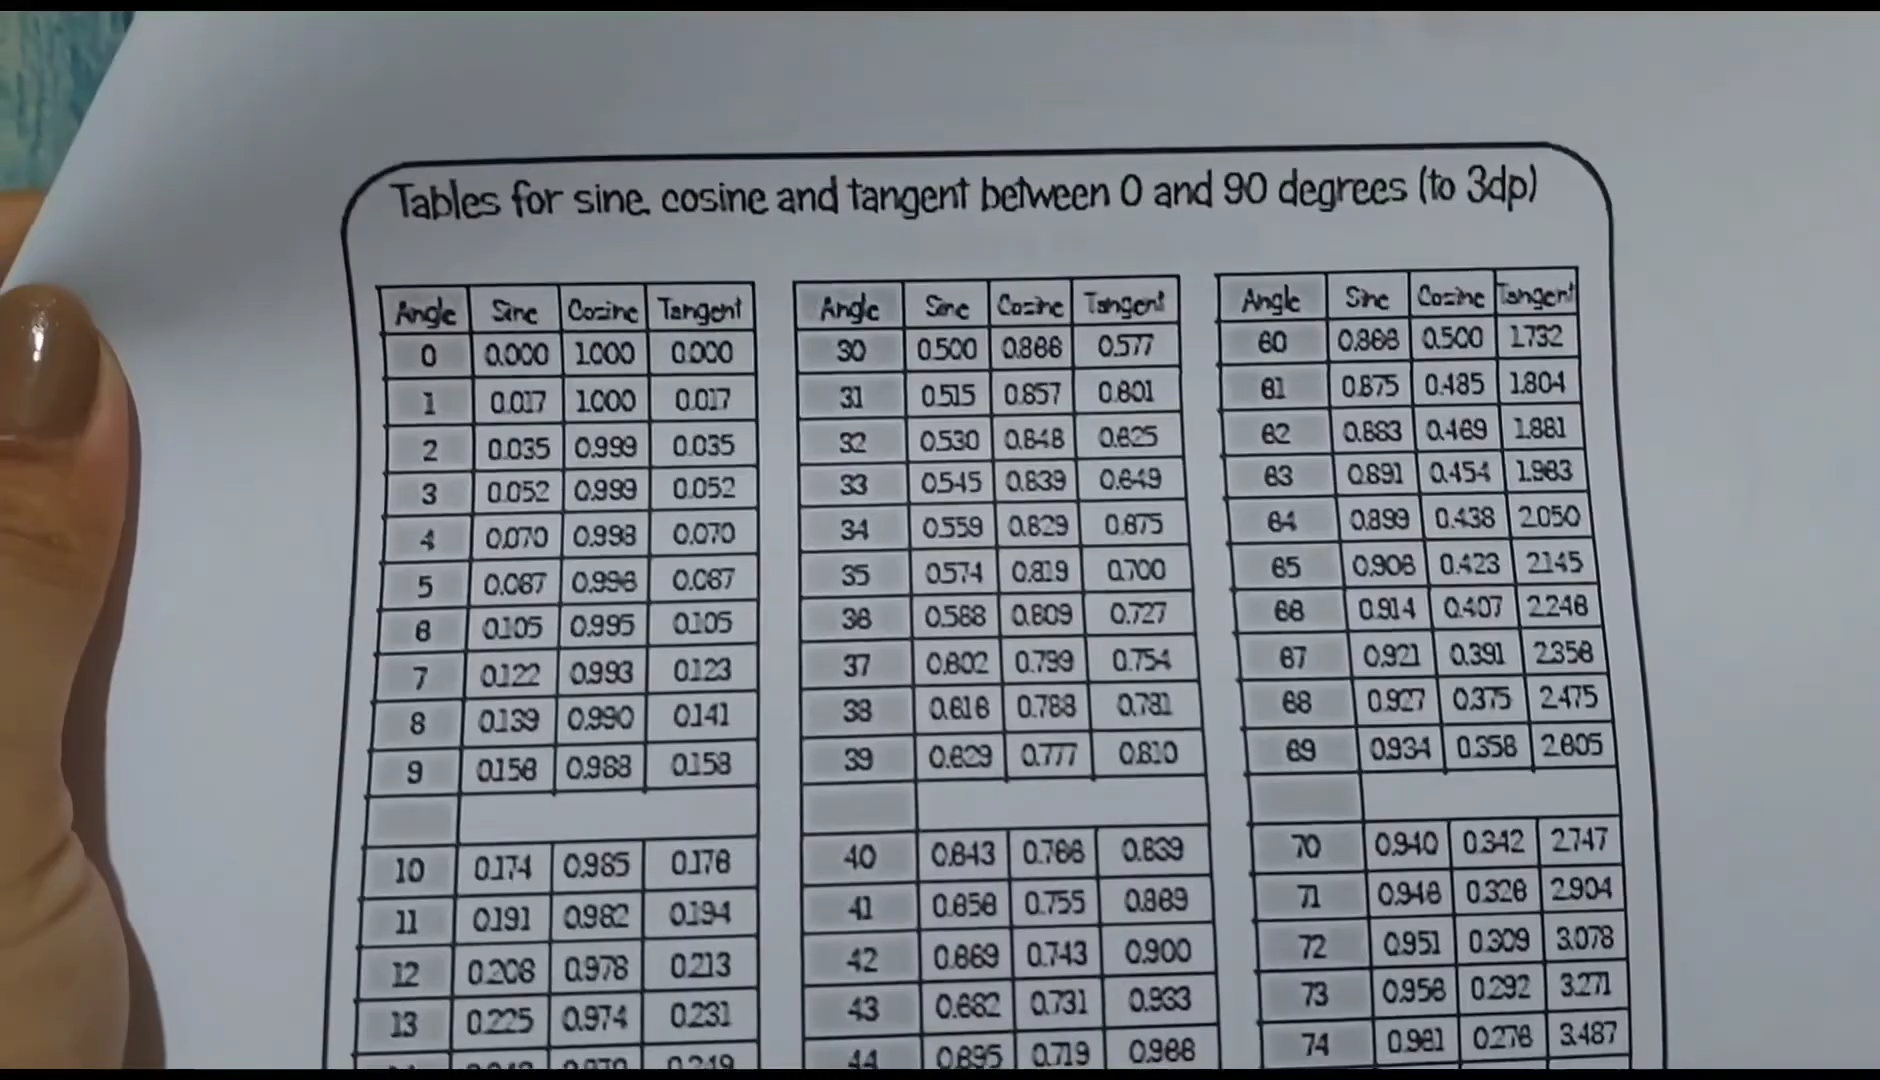 Tables for sine, cosine and tangent between 0 and 90 degrees (to 3dp)
Angle Sine Cosine Tangent
0 0.000 1.000 0.000
1 0.017 1.000 0.017
2 0.035 0.999 0.035
3 0.052 0.999 0.052
4 0.070 0.998 0.070
5 0.087 0.996 0.087
6 0.105 0.995 0.105
7 0.122 0.993 0.123
8 0.139 0.990 0.141
9 0.156 0.988 0.158
10 0.174 0.985 0.176
11 0.191 0.982 0.194
12 0.208 0.978 0.213
13 0.225 0.974 0.231
Angle Sine Cosine Tangent
30 0.500 0.866 0.577
31 0.515 0.857 0.601
32 0.530 0.848 0.625
33 0.545 0.839 0.649
34 0.559 0.829 0.675
35 0.574 0.819 0.700
36 0.588 0.809 0.727
37 0.602 0.799 0.754
38 0.616 0.788 0.781
39 0.629 0.777 0.810
40 0.643 0.766 0.839
41 0.656 0.755 0.869
42 0.669 0.743 0.900
43 0.682 0.731 0.933
44 0.695 0.719 0.966
Angle Sine Cosine Tangent
60 0.866 0.500 1.732
61 0.875 0.485 1.804
62 0.883 0.469 1.881
63 0.891 0.454 1.963
64 0.899 0.438 2.050
65 0.906 0.423 2.145
66 0.914 0.407 2.246
67 0.921 0.391 2.356
68 0.927 0.375 2.475
69 0.934 0.358 2.605
70 0.940 0.342 2.747
71 0.946 0.326 2.904
72 0.951 0.309 3.078
73 0.956 0.292 3.271
74 0.961 0.276 3.487